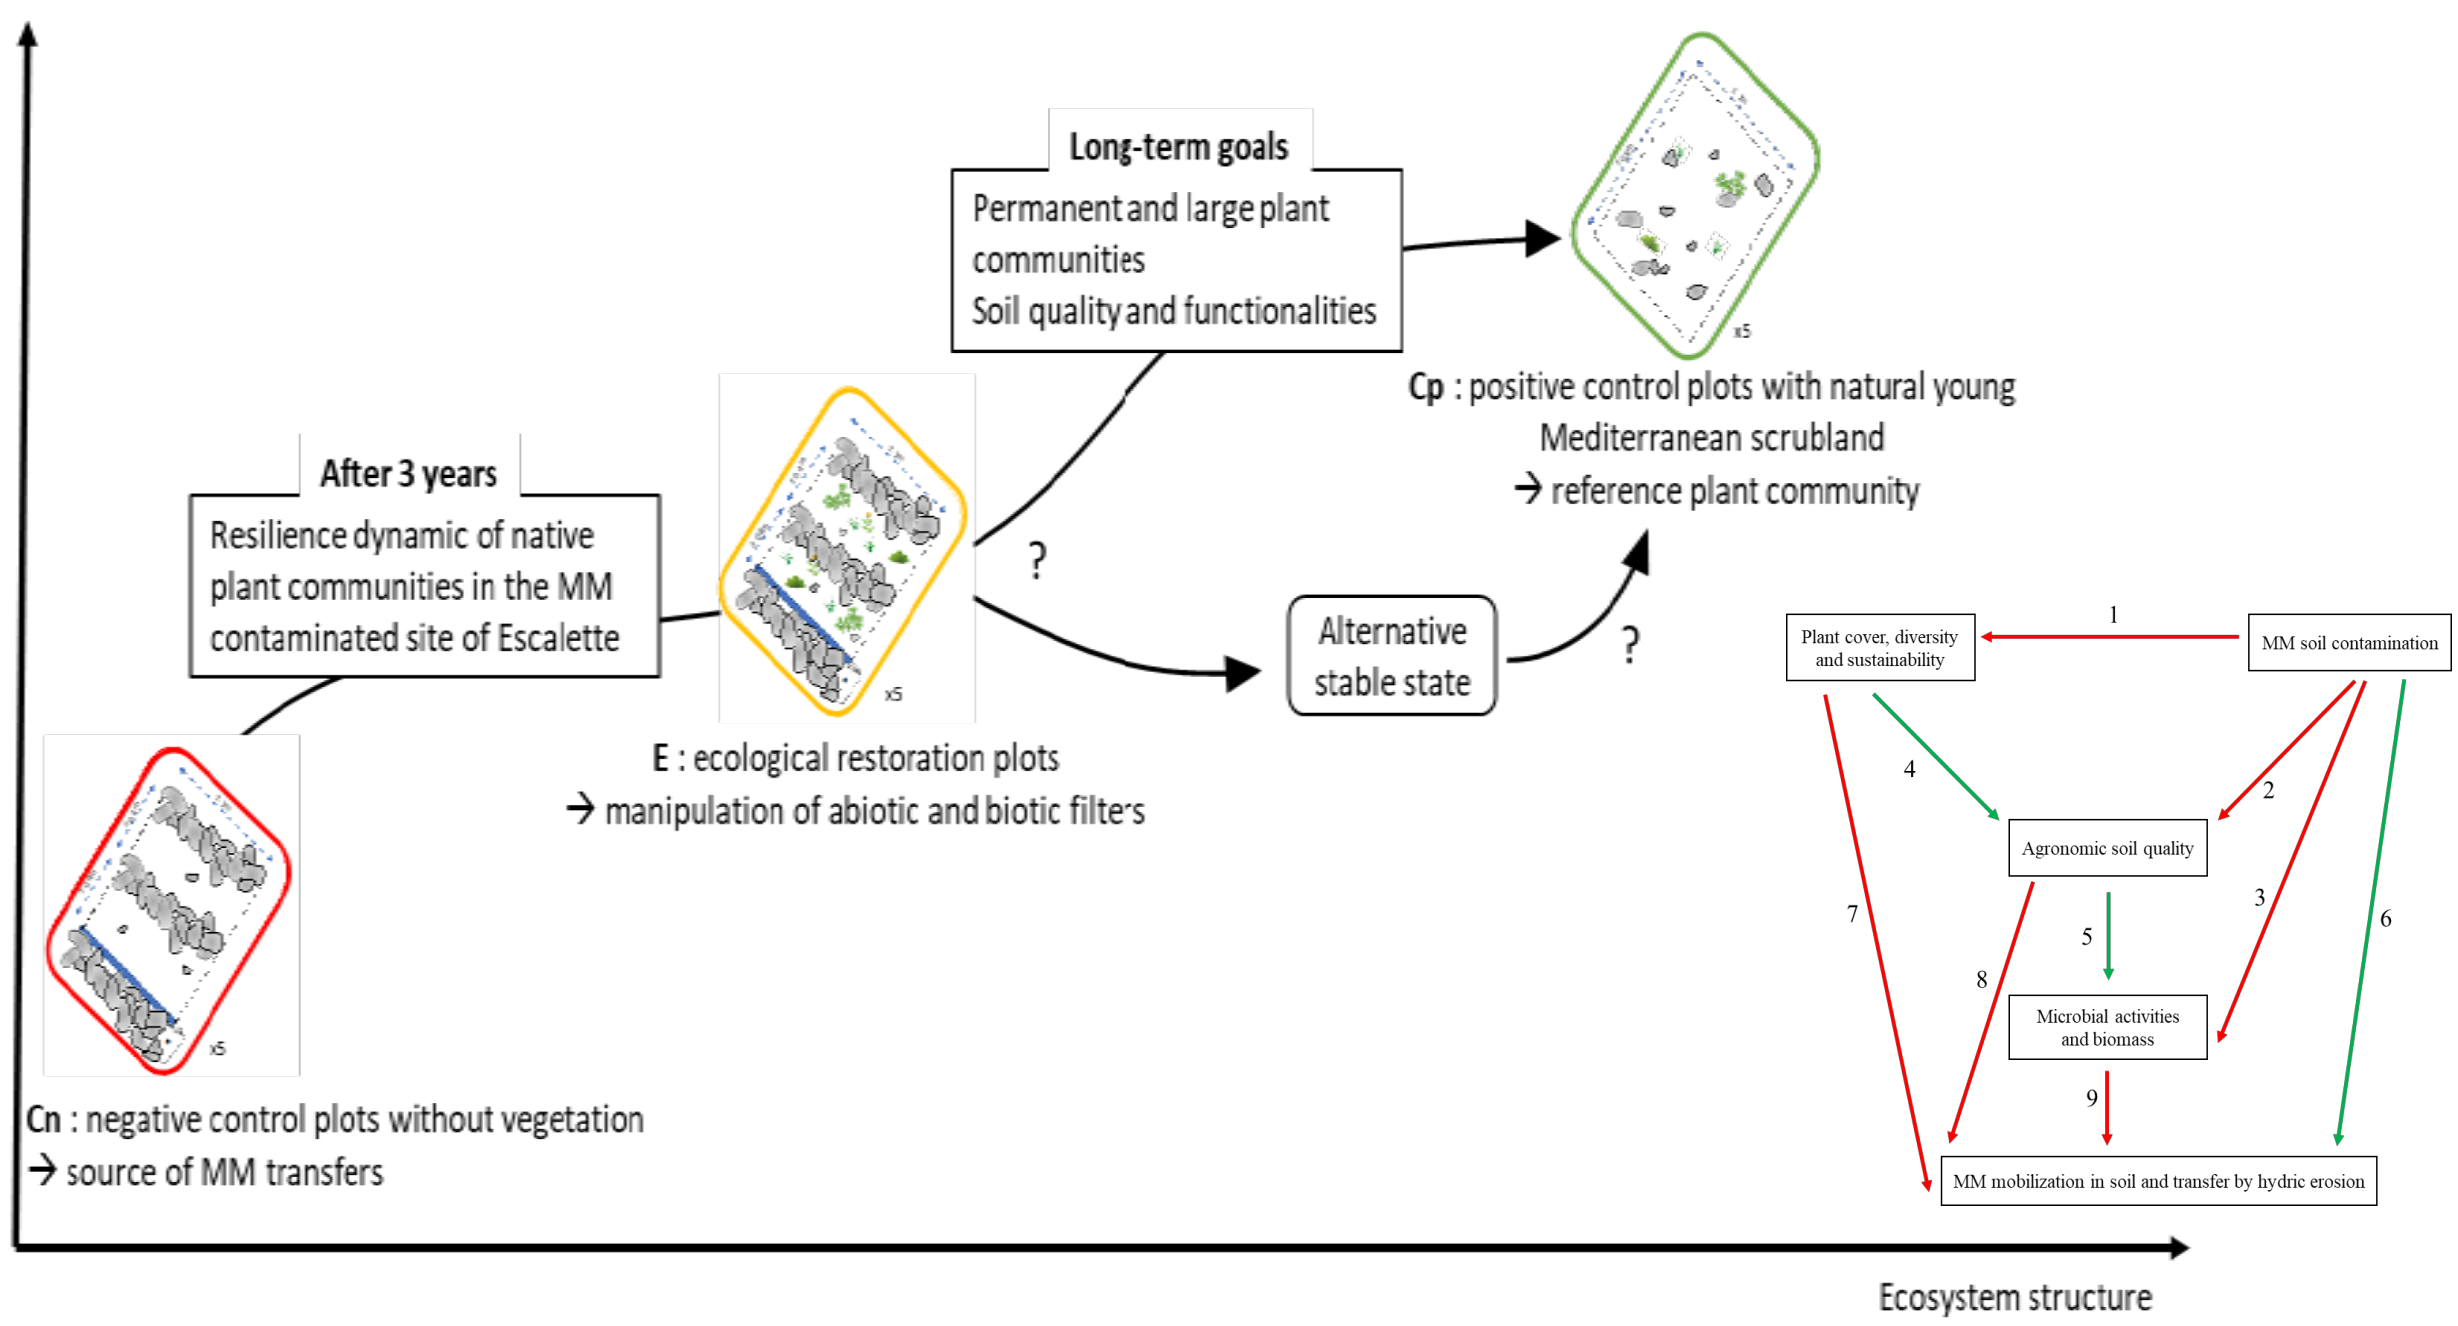 Long-term goals
Permanent and large plant
communities
Soil quality and functionalities
x5
Cp : positive control plots with natural young
Mediterranean scrubland
→ reference plant community
After 3 years
Resilience dynamic of native
plant communities in the MM
contaminated site of Escalette
x5
?
E : ecological restoration plots
→ manipulation of abiotic and biotic filters
Alternative
stable state
?
x5
Cn : negative control plots without vegetation
→ source of MM transfers
1
Plant cover, diversity
and sustainability
MM soil contamination
4
2
Agronomic soil quality
7
3
6
5
8
Microbial activities
and biomass
9
MM mobilization in soil and transfer by hydric erosion
Ecosystem structure